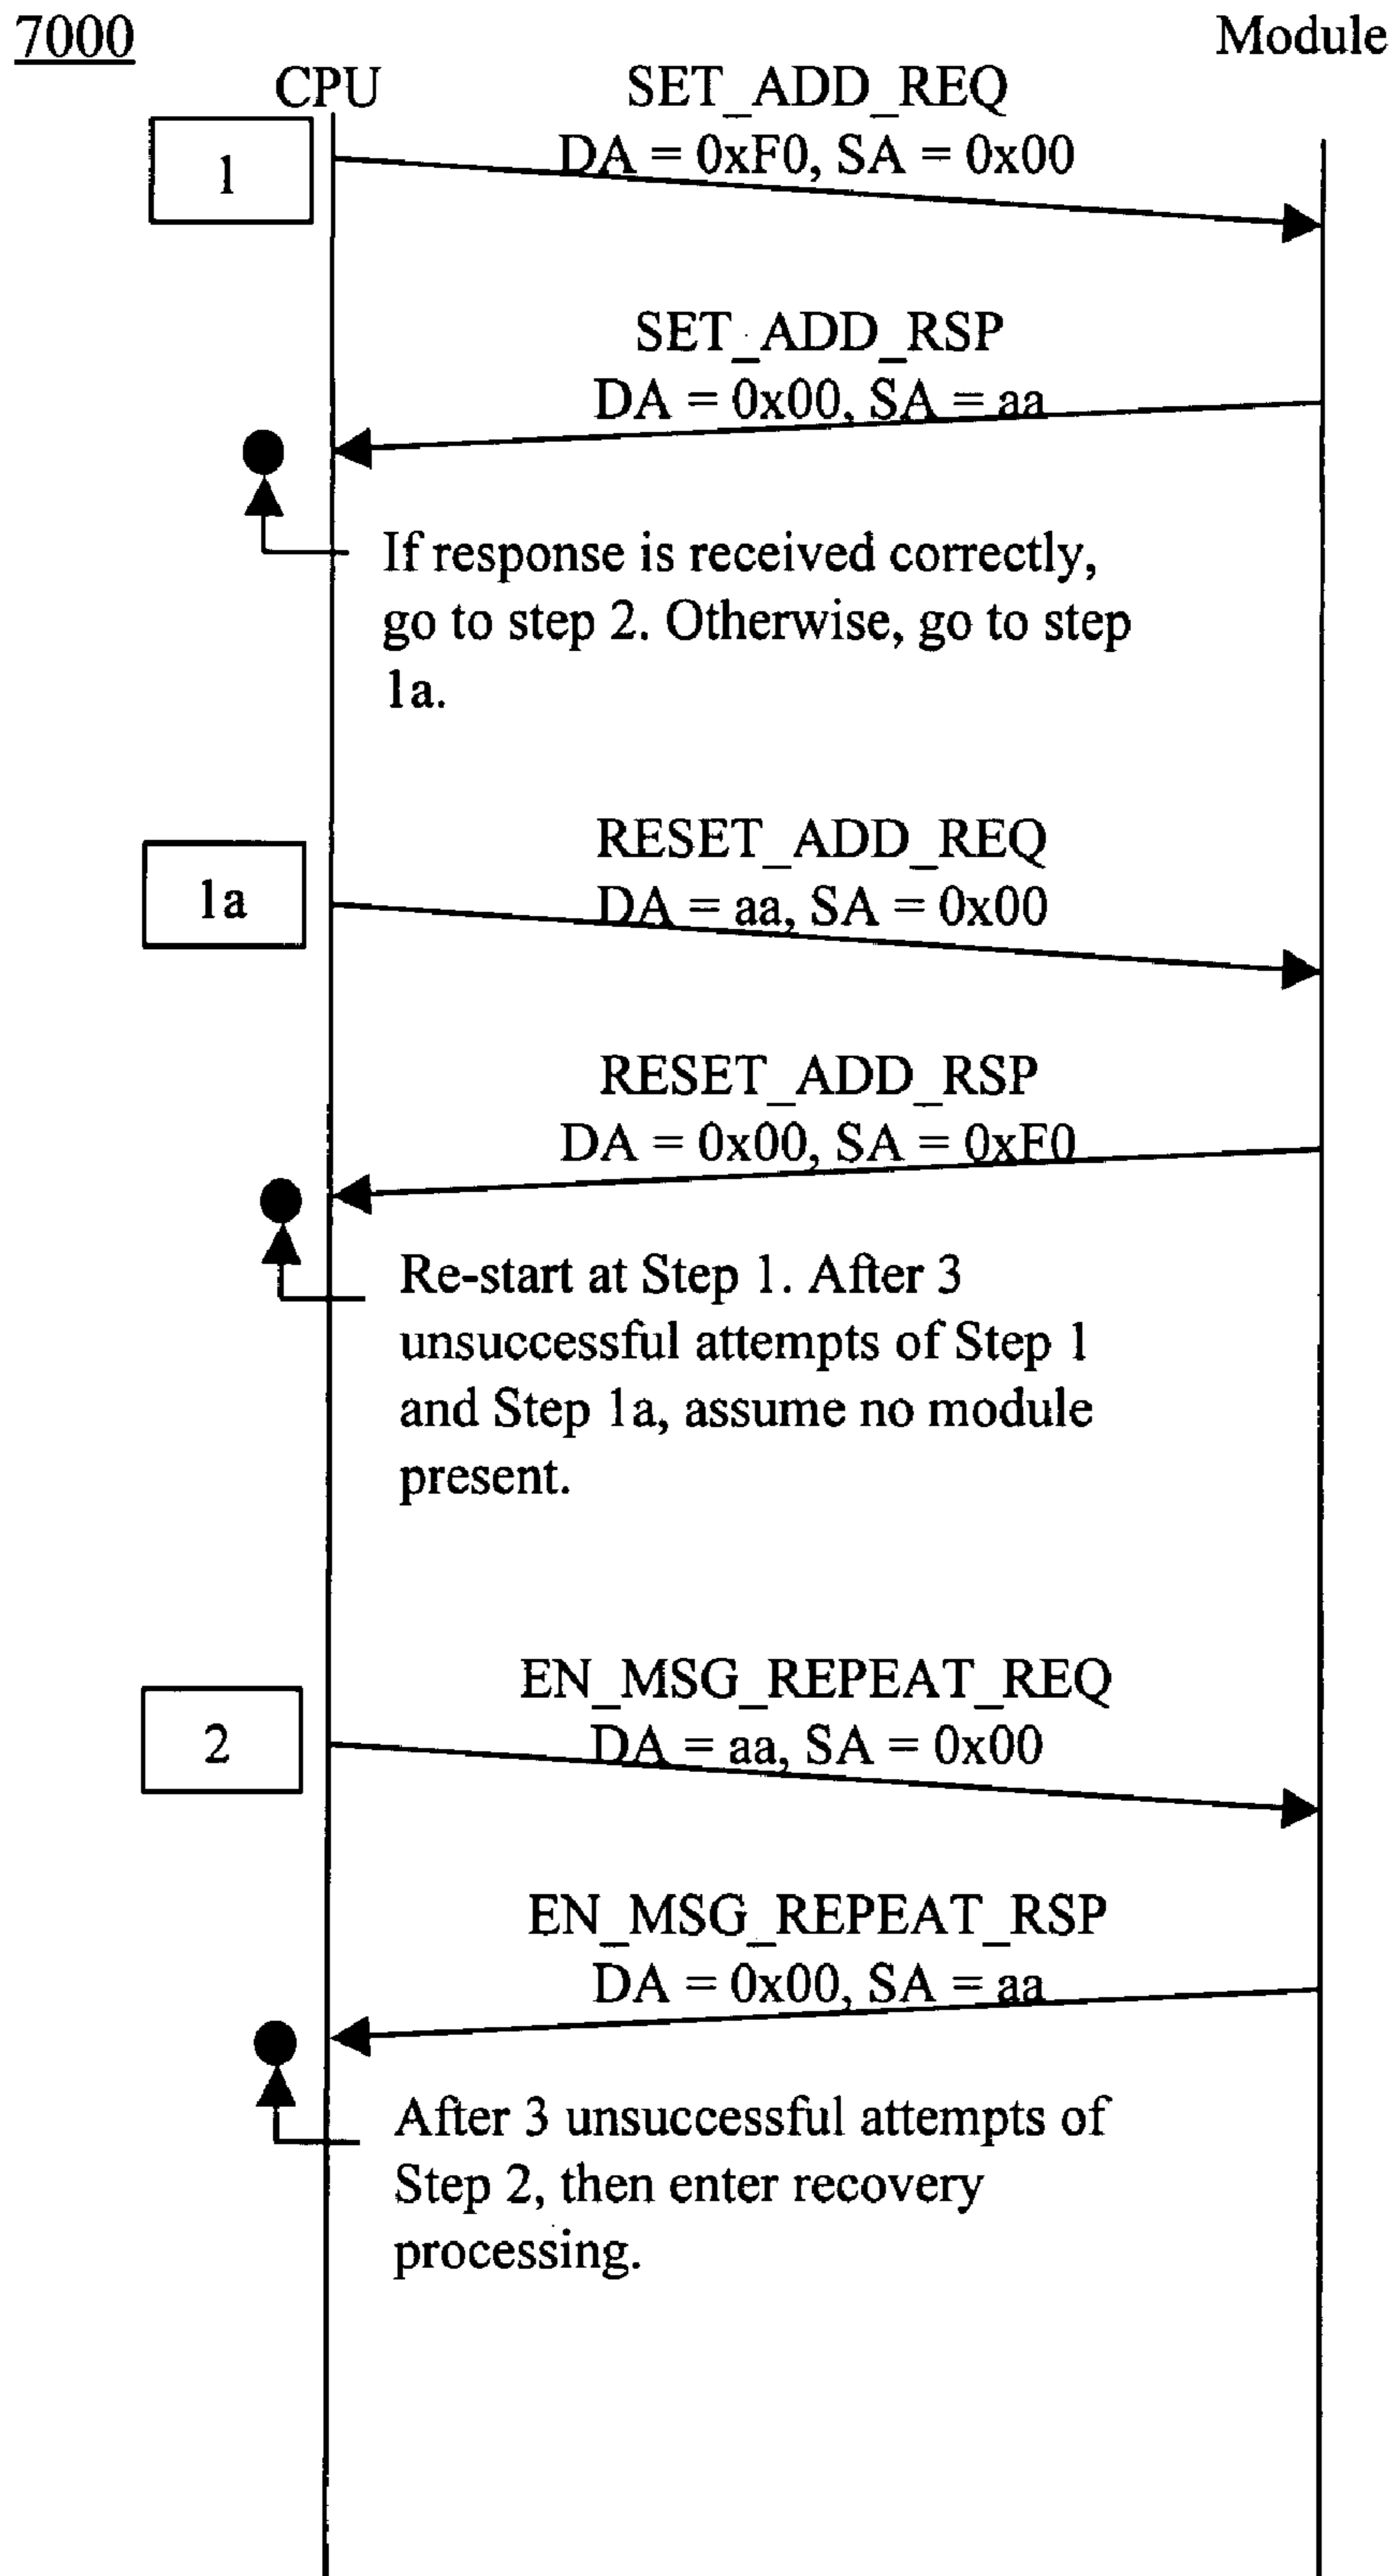 7000
Module
CPU
SET_ADD_REQ
DA = 0xF0, SA = 0x00
1
SET_ADD_RSP
DA = 0x00, SA = aa
If response is received correctly,
go to step 2. Otherwise, go to step
1a.
RESET_ADD_REQ
1a
DA = aa, SA = 0x00
RESET_ADD_RSP
DA = 0x00, SA = 0xF0
Re-start at Step 1. After 3
unsuccessful attempts of Step 1
and Step 1a, assume no module
present.
EN_MSG_REPEAT_REQ
2
DA = aa, SA = 0x00
EN_MSG_REPEAT_RSP
DA = 0x00, SA = aa
After 3 unsuccessful attempts of
Step 2, then enter recovery
processing.